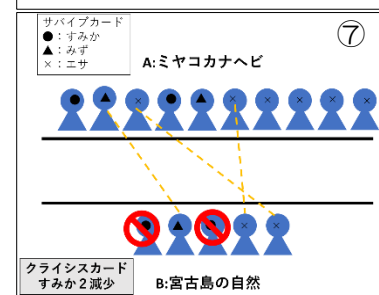 サバイブカード
●:すみか
▲:みず
×:エサ
⑦
A:ミヤコカナヘビ
クライシスカード
すみか2減少
B:宮古島の自然